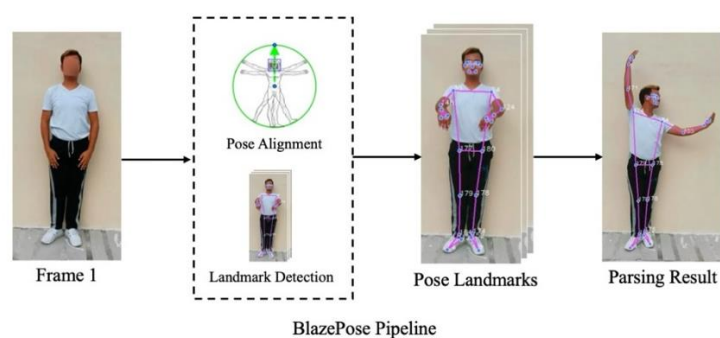 Pose Alignment
Landmark Detection
Frame 1
Pose Landmarks
Parsing Result
BlazePose Pipeline